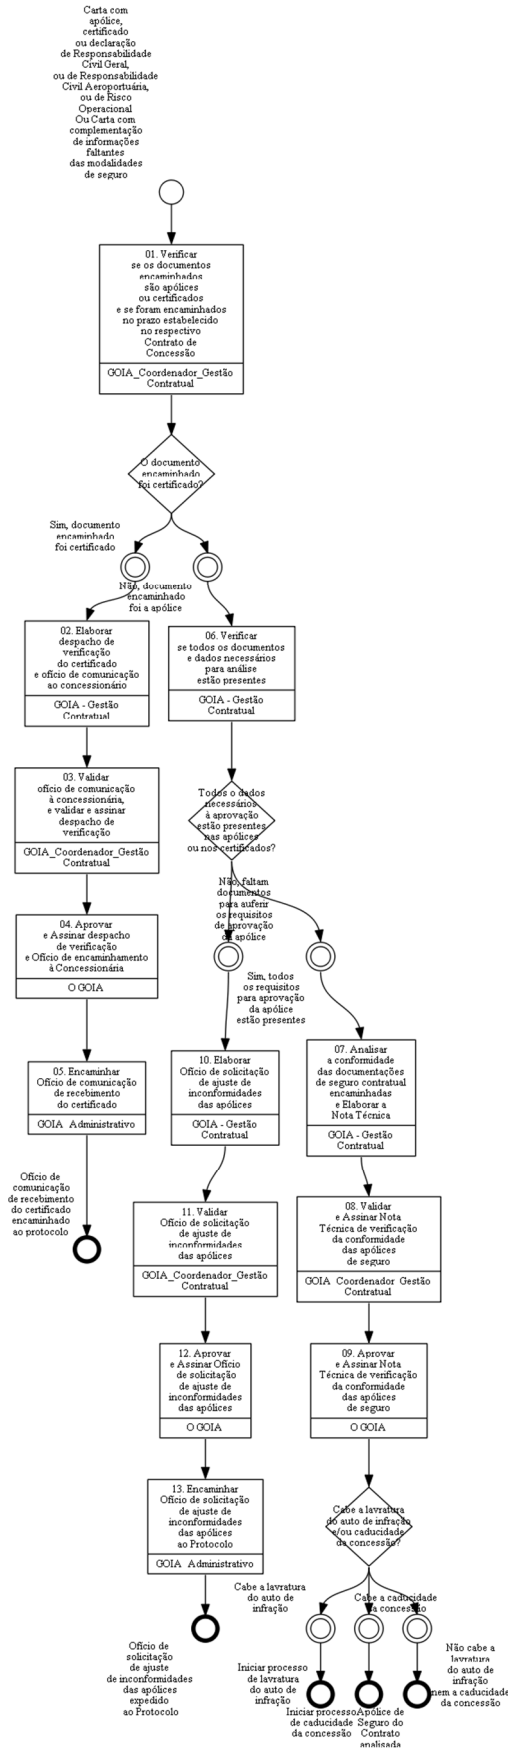 Carta com
apólice,
certificado
ou declaração
de Responsabilidade
Civil Geral,
ou de Responsabilidade
Civil Aeroportuária,
ou de Risco
Operacional
Ou Carta com
complementação
de informações
faltantes
das modalidades
de seguro
01. Verificar
se os documentos
encaminhados
são apólices
ou certificados
e se foram encaminhados
no prazo estabelecido
no respectivo
Contrato de
Concessão
GOIA_Coordenador_Gestão
Contratual
O documento
encaminhado
foi certificado?
Sim, documento
encaminhado
foi certificado
Não, documento
encaminhado
foi a apólice
02. Elaborar
despacho de
verificação
do certificado
e ofício de comunicação
ao concessionário
GOIA - Gestão
Contratual
06. Verificar
se todos os documentos
e dados necessários
para análise
estão presentes
GOIA - Gestão
Contratual
03. Validar
ofício de comunicação
à concessionária,
e validar e assinar
despacho de
verificação
GOIA_Coordenador_Gestão
Contratual
Todos o dados
necessários
à aprovação
estão presentes
nas apólices
ou nos certificados?
Não, faltam
documentos
para auferir
os requisitos
de aprovação
da apólice
04. Aprovar
e Assinar despacho
de verificação
e Ofício de encaminhamento
à Concessionária
O GOIA
Sim, todos
os requisitos
para aprovação
da apólice
estão presentes
05. Encaminhar
Ofício de comunicação
de recebimento
do certificado
GOIA Administrativo
10. Elaborar
Ofício de solicitação
de ajuste de
inconformidades
das apólices
GOIA - Gestão
Contratual
07. Analisar
a conformidade
das documentações
de seguro contratual
encaminhadas
e Elaborar a
Nota Técnica
GOIA - Gestão
Contratual
Ofício de
comunicação
de recebimento
do certificado
encaminhado
ao protocolo
11. Validar
Ofício de solicitação
de ajuste de
inconformidades
das apólices
GOIA_Coordenador_Gestão
Contratual
08. Validar
e Assinar Nota
Técnica de verificação
da conformidade
das apólices
de seguro
GOIA Coordenador Gestão
Contratual
12. Aprovar
e Assinar Ofício
de solicitação
de ajuste de
inconformidades
das apólices
O GOIA
09. Aprovar
e Assinar Nota
Técnica de verificação
da conformidade
das apólices
de seguro
O GOIA
13. Encaminhar
Ofício de solicitação
de ajuste de
inconformidades
das apólices
ao Protocolo
GOIA Administrativo
Cabe a lavratura
do auto de infração
e/ou caducidade
da concessão?
Cabe a lavratura
do auto de
infração
Cabe a caducidade
da concessão
Não cabe a
lavratura
do auto de
infração
nem a caducidade
da concessão
Ofício de
solicitação
de ajuste
de inconformidades
das apólices
expedido
ao Protocolo
Iniciar processo
de lavratura
do auto de
infração
Iniciar processo
de caducidade
da concessão
Apólice de
Seguro do
Contrato
analisada